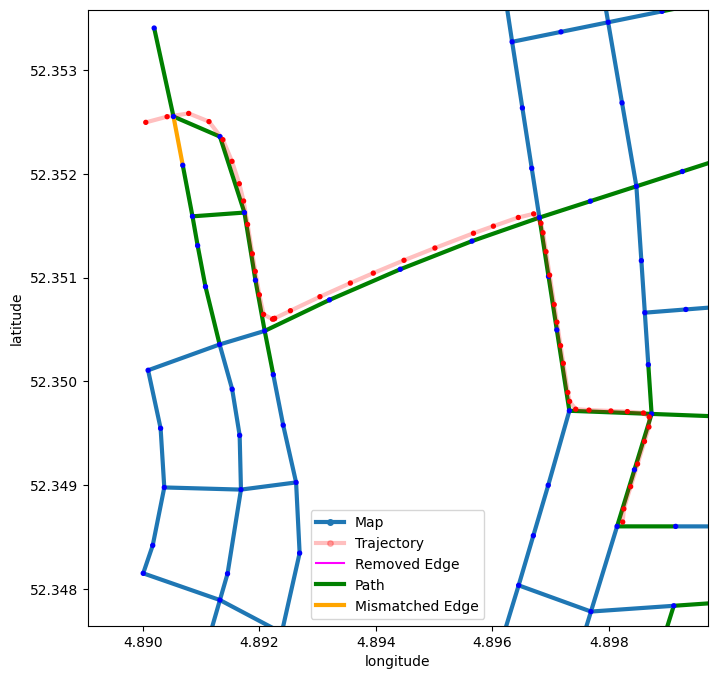 52.353
52.352
52.351
52.350
52.349
52.348
latitude
4.890
4.892
4.894
4.896
4.898
longitude
Map
Trajectory
Removed Edge
Path
Mismatched Edge